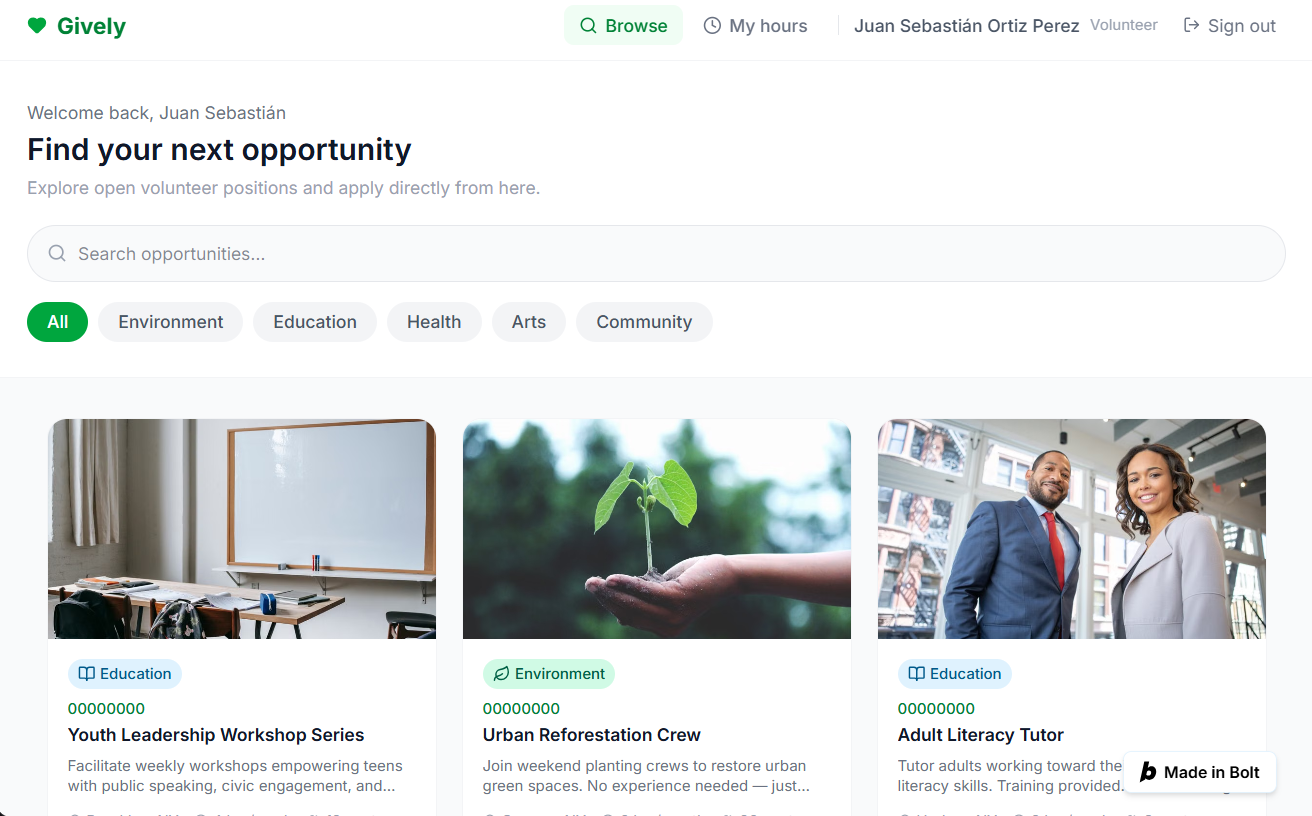 Gively
Browse
My hours
Juan Sebastián Ortiz Perez
Volunteer
Sign out
Welcome back, Juan Sebastián
Find your next opportunity
Explore open volunteer positions and apply directly from here.
Search opportunities...
All
Environment
Education
Health
Arts
Community
Education
00000000
Youth Leadership Workshop Series
Facilitate weekly workshops empowering teens
with public speaking, civic engagement, and...
Environment
00000000
Urban Reforestation Crew
Join weekend planting crews to restore urban
green spaces. No experience needed — just...
Education
00000000
Adult Literacy Tutor
Tutor adults working toward the
literacy skills. Training provided.
Made in Bolt